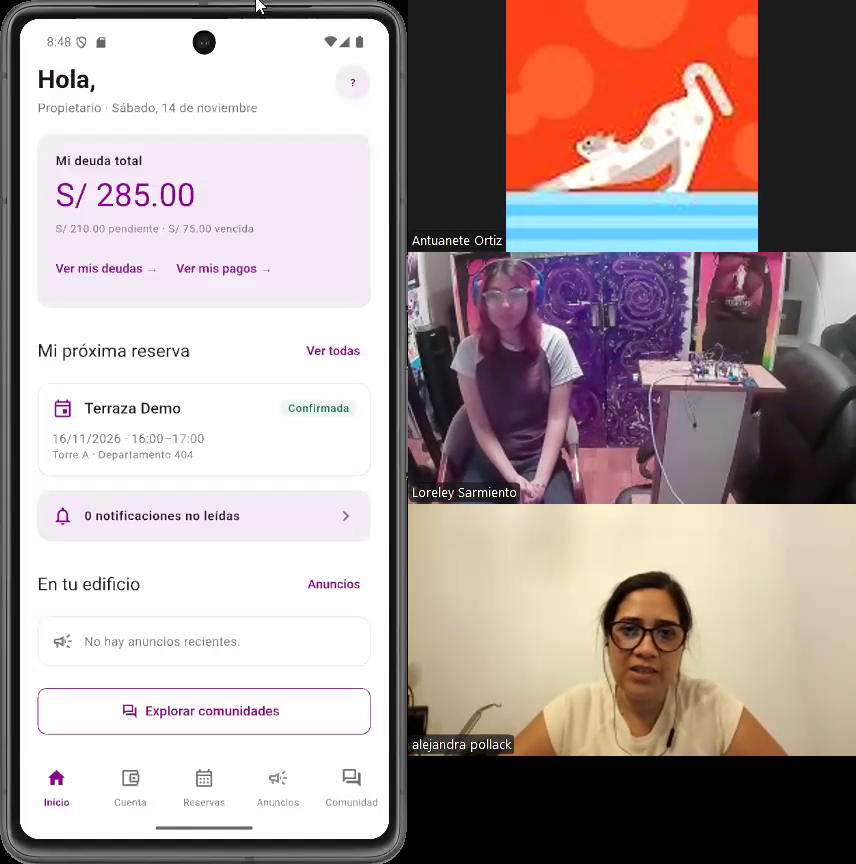 8:48
Hola,
?
Propietario · Sábado, 14 de noviembre
Mi deuda total
S/ 285.00
S/ 210.00 pendiente · S/ 75.00 vencida
Ver mis deudas →
Ver mis pagos →
Mi próxima reserva
Ver todas
Terraza Demo
Confirmada
16/11/2026 · 16:00–17:00
Torre A · Departamento 404
0 notificaciones no leídas
En tu edificio
Anuncios
No hay anuncios recientes.
Explorar comunidades
Inicio
Cuenta
Reservas
Anuncios
Comunidad
Antuanete Ortiz
Loreley Sarmiento
alejandra pollack